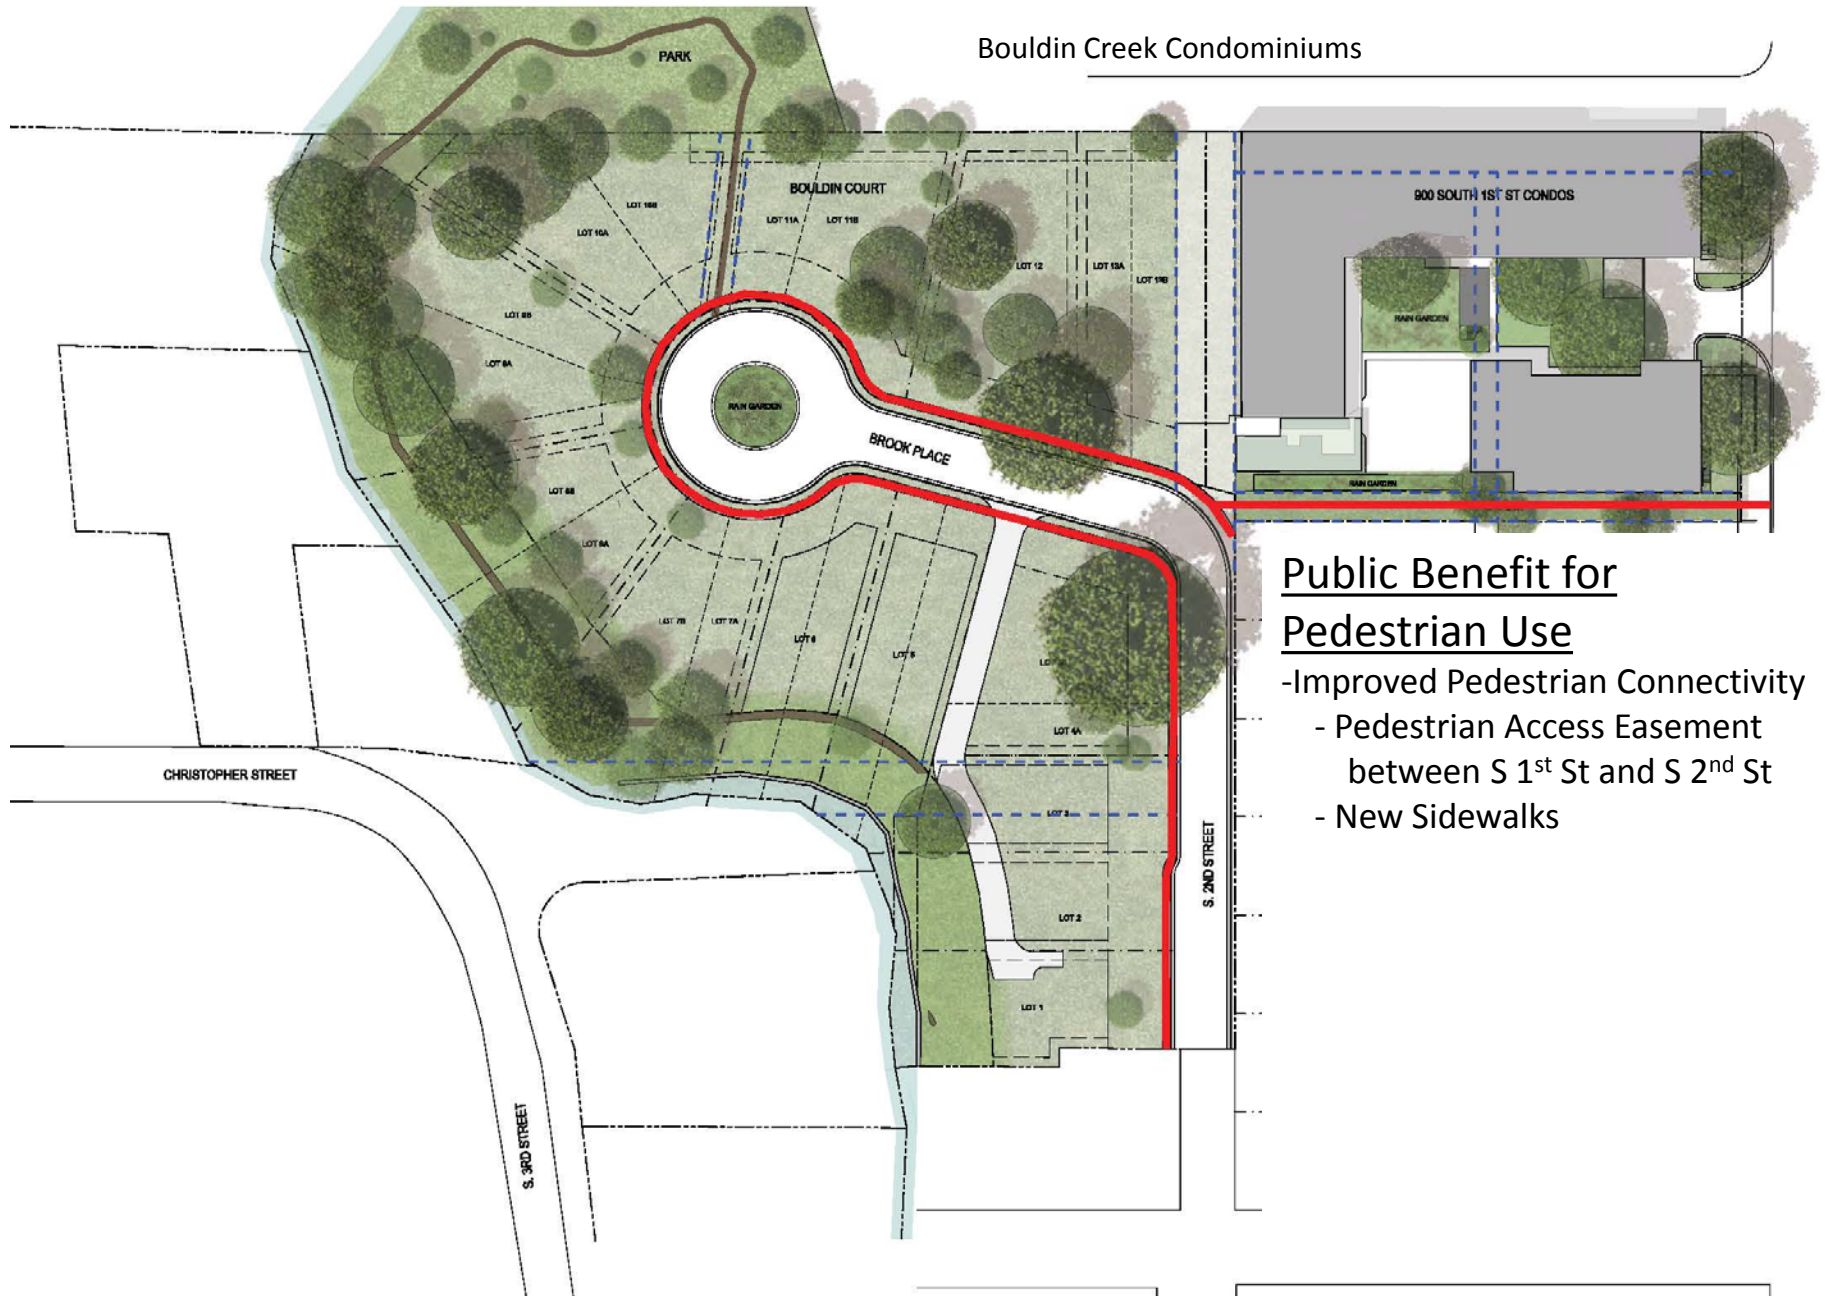 Bouldin Creek Condominiums
PARK
BOULDIN COURT
900 SOUTH 1ST ST CONDOS
LOT 10B
LOT 10A
LOT 11A
LOT 11B
LOT 12
LOT 13A
LOT 13B
RAIN GARDEN
LOT 9B
LOT 9A
RAIN GARDEN
BROOK PLACE
RAIN GARDEN
LOT 8B
LOT 7B
LOT 7A
LOT 6
LOT 5
LOT 4A
LOT 3
LOT 2
LOT 1
CHRISTOPHER STREET
S. 2ND STREET
S. 3RD STREET
Public Benefit for
Pedestrian Use
-Improved Pedestrian Connectivity
- Pedestrian Access Easement
between S 1st St and S 2nd St
- New Sidewalks